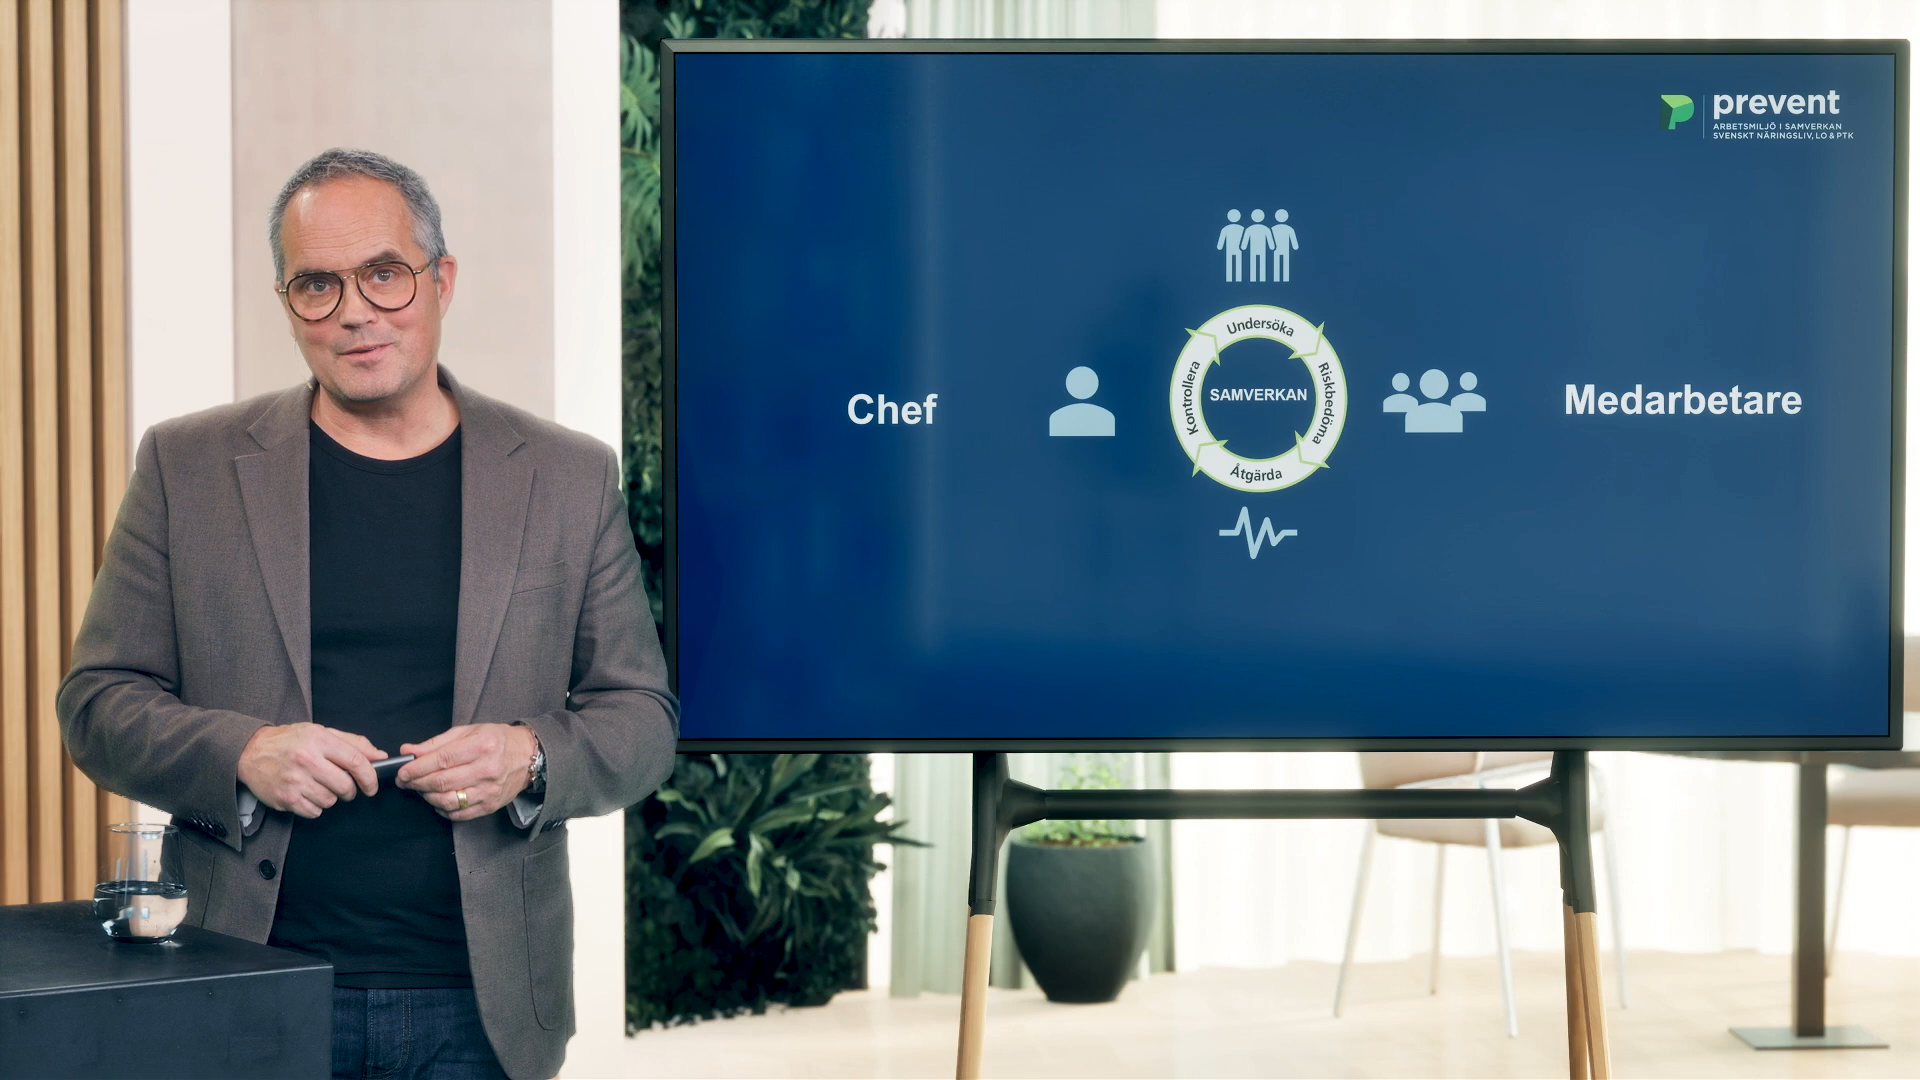 prevent
ARBETSMILJÖ I SAMVERKAN
SVENSKT NÄRINGSLIV, LO & PTK
Undersöka
Riskbedöma
Åtgärda
Kontrollera
SAMVERKAN
Chef
Medarbetare